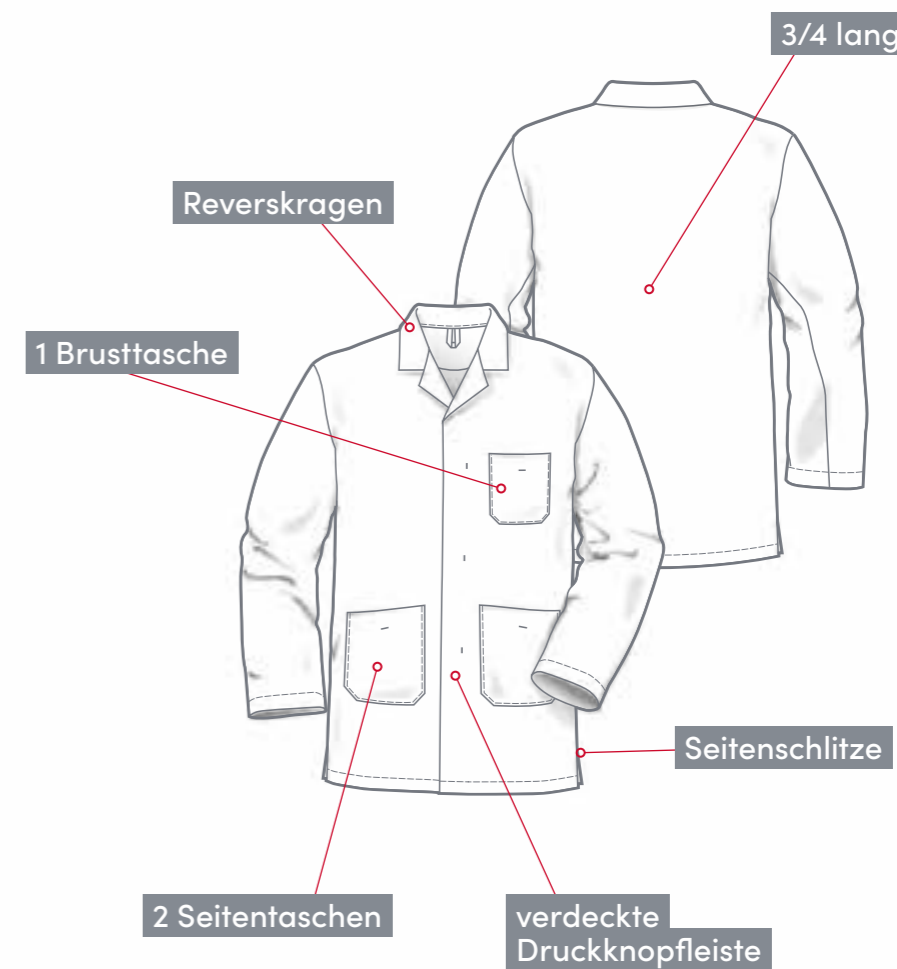 3/4 lang
Reverskragen
1 Brusttasche
Seitenschlitze
2 Seitentaschen
verdeckte
Druckknopfleiste